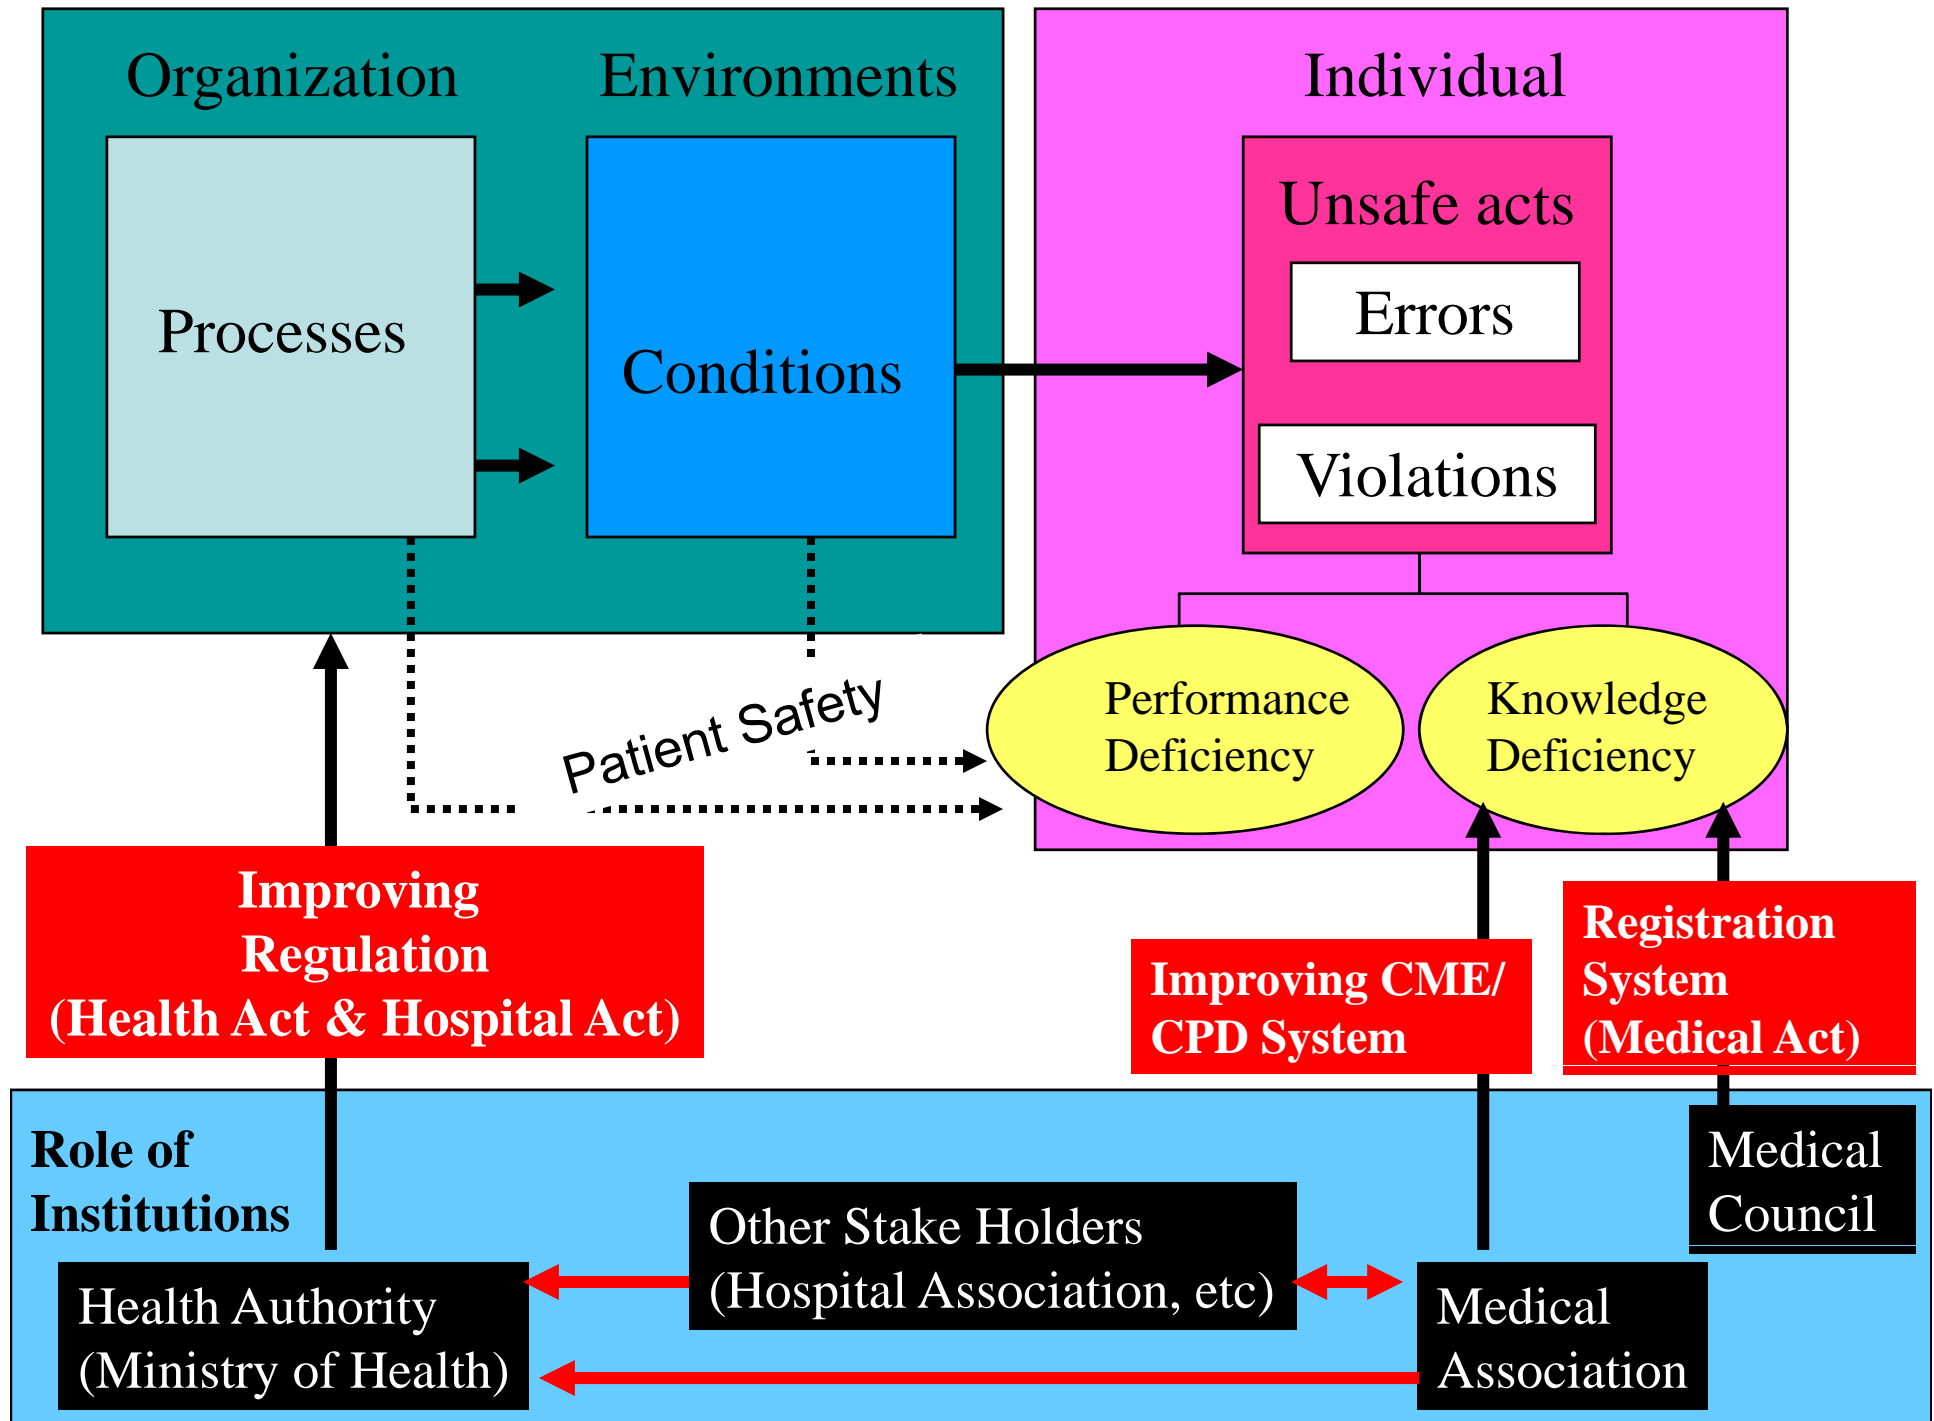 Organization
Environments
Individual
Processes
Conditions
Unsafe acts
Errors
Violations
Patient Safety
Performance
Deficiency
Knowledge
Deficiency
Improving
Regulation
(Health Act & Hospital Act)
Improving CME/
CPD System
Registration
System
(Medical Act)
Role of
Institutions
Health Authority
(Ministry of Health)
Other Stake Holders
(Hospital Association, etc)
Medical
Association
Medical
Council